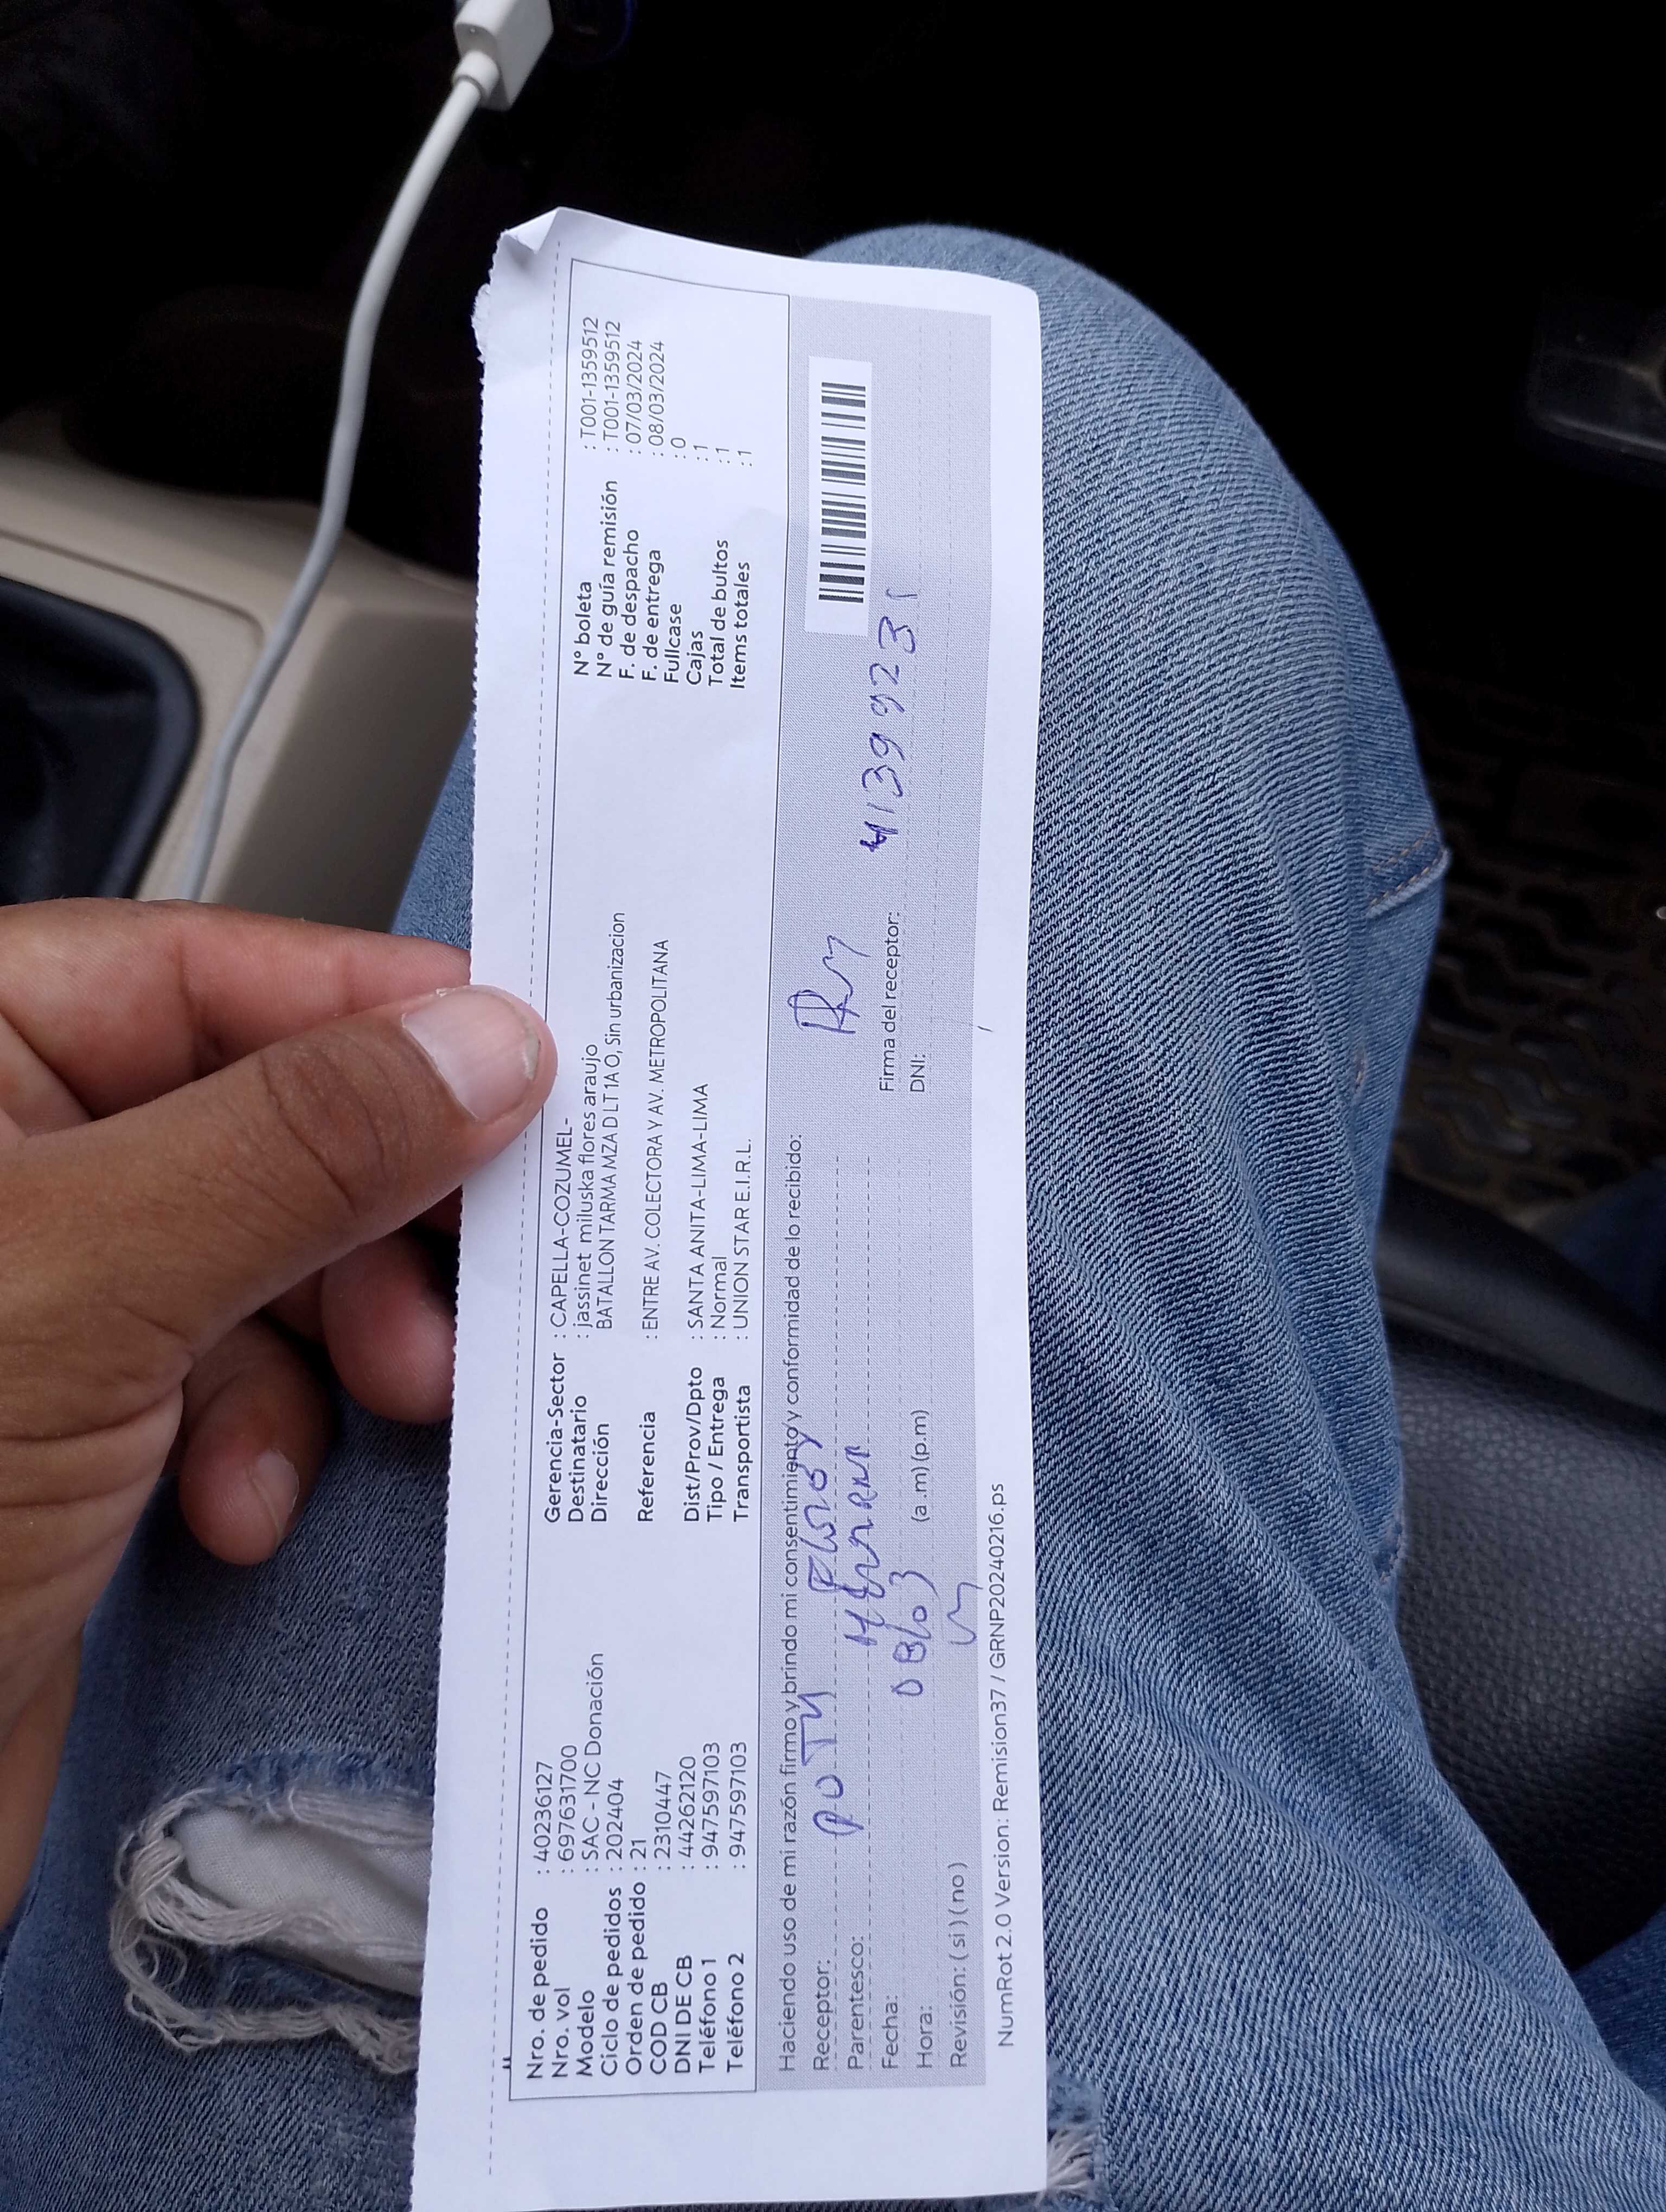 Nro. de pedido : 40236127
Nro. vol : 697631700
Modelo : SAC - NC Donación
Ciclo de pedidos : 202404
Orden de pedido : 21
COD CB : 2310447
DNI DE CB : 44262120
Teléfono 1 : 947597103
Teléfono 2 : 947597103
Gerencia-Sector : CAPELLA-COZUMEL-
Destinatario : jassinet miluska flores araujo
Dirección BATALLON TARMA MZA D LT 1A O, Sin urbanizacion
Referencia : ENTRE AV. COLECTORA Y AV. METROPOLITANA
Dist/Prov/Dpto : SANTA ANITA-LIMA-LIMA
Tipo / Entrega : Normal
Transportista : UNION STAR E.I.R.L.
N° boleta : T001-1359512
N° de guía remisión : T001-1359512
F. de despacho : 07/03/2024
F. de entrega : 08/03/2024
Fullcase : 0
Cajas : 1
Total de bultos : 1
Items totales : 1
Haciendo uso de mi razón firmo y brindo mi consentimiento y conformidad de lo recibido:
Receptor:
Parentesco:
Fecha: 08/03
Hora: (a.m) (p.m)
Revisión: ( si ) ( no )
Firma del receptor:
DNI: 41399231
NumRot 2.0 Version: Remision37 / GRNP20240216.ps